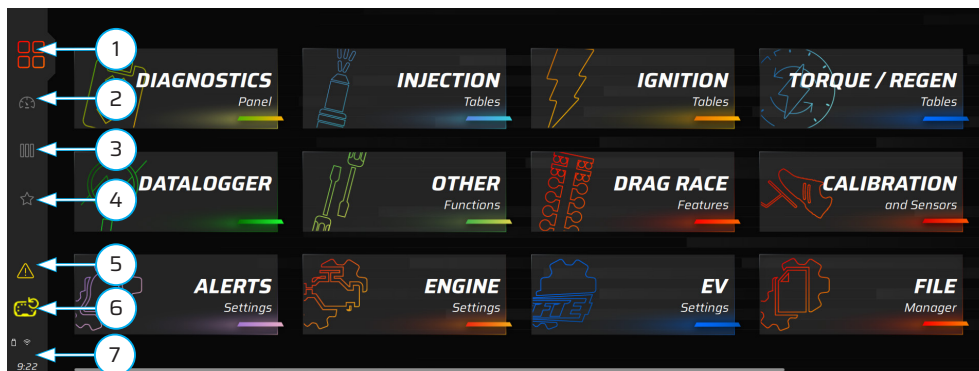 1
DIAGNOSTICS
Panel
INJECTION
Tables
IGNITION
Tables
TORQUE / REGEN
Tables
2
3
DATALOGGER
OTHER
Functions
DRAG RACE
Features
CALIBRATION
and Sensors
4
5
ALERTS
Settings
ENGINE
Settings
EV
Settings
FILE
Manager
6
7
9:22
FTE